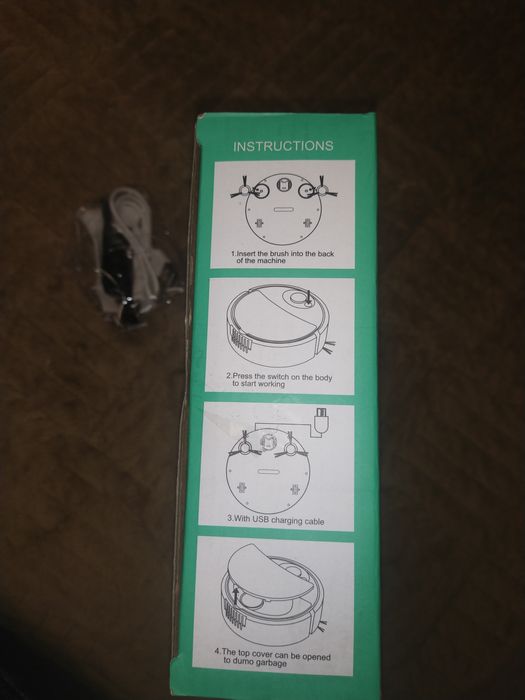 INSTRUCTIONS
1.Insert the brush into the back
of the machine
2.Press the switch on the body
to start working
3.With USB charging cable
4.The top cover can be opened
to dumo garbage